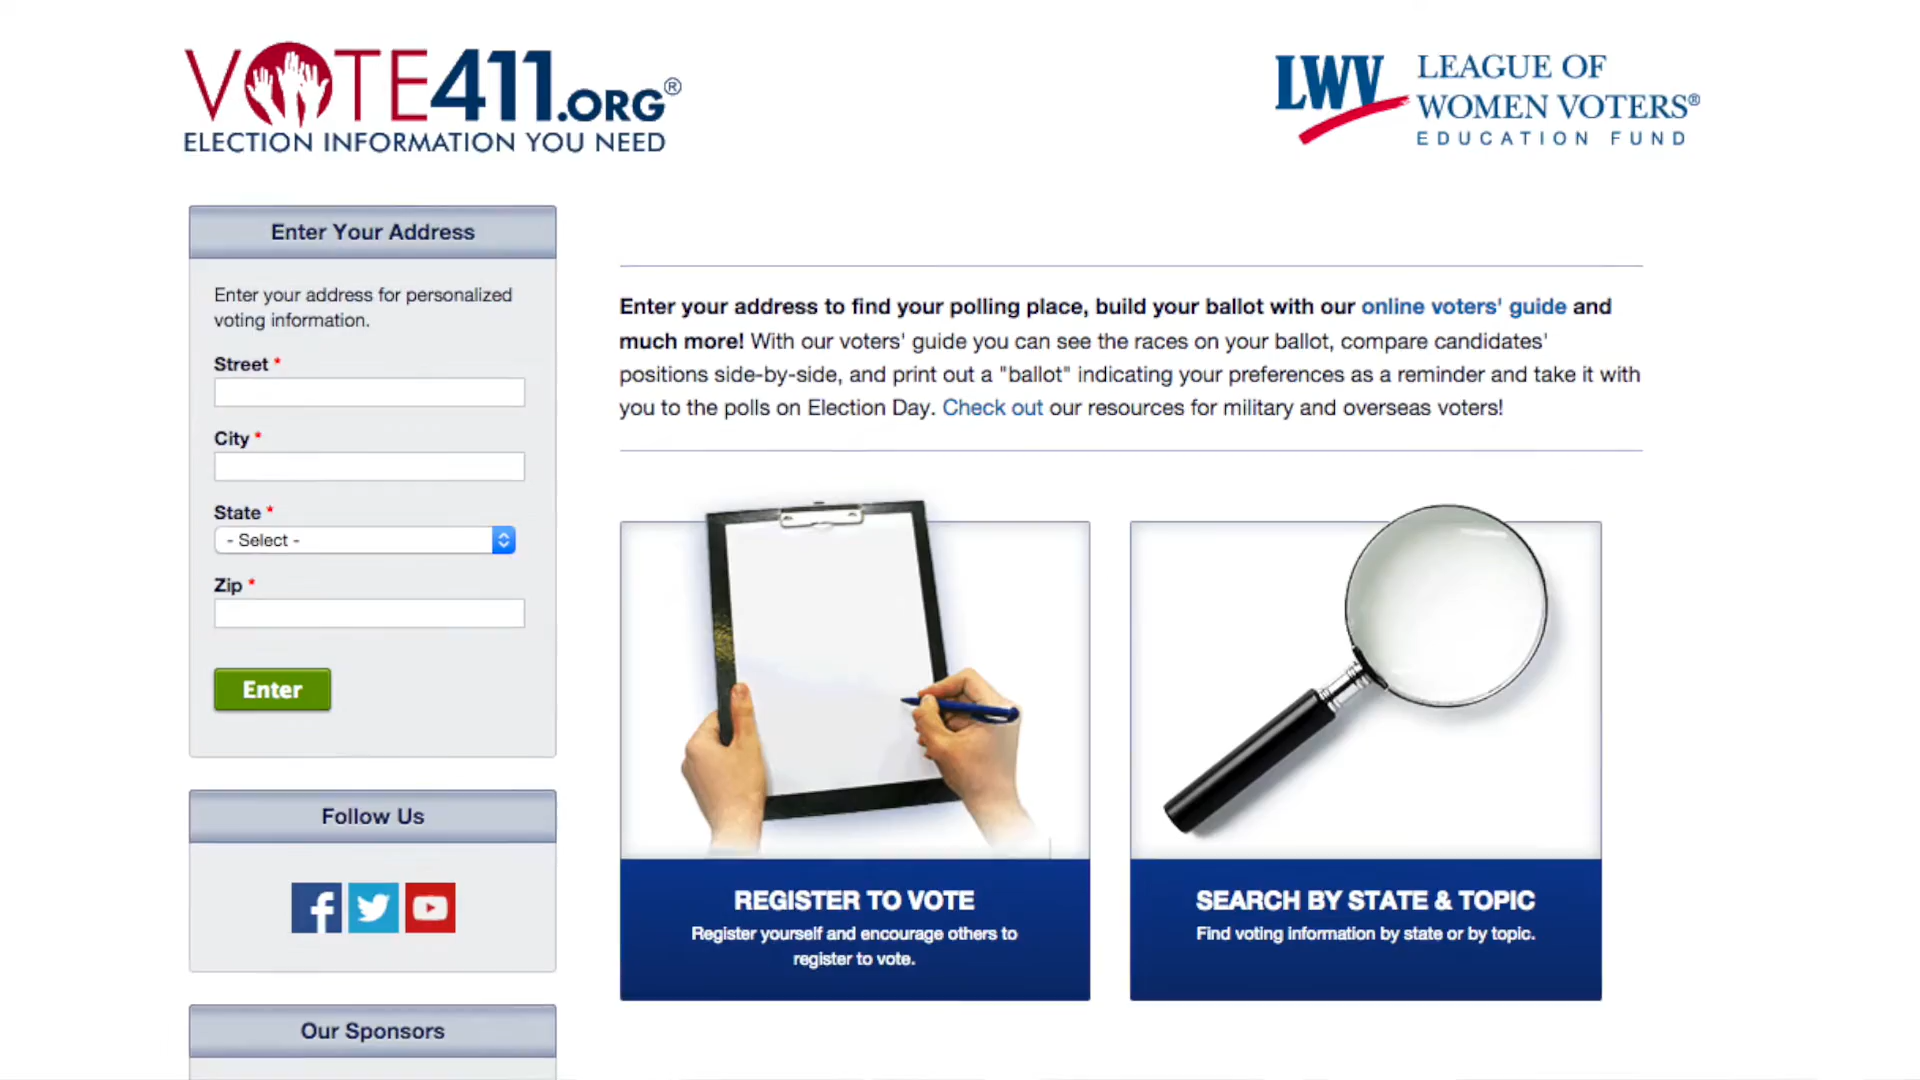 VOTE411.ORG®
ELECTION INFORMATION YOU NEED
LWV
LEAGUE OF
WOMEN VOTERS®
EDUCATION FUND
Enter Your Address
Enter your address for personalized
voting information.
Street *
City *
State *
- Select -
Zip *
Enter
Follow Us
Our Sponsors
Enter your address to find your polling place, build your ballot with our online voters' guide and
much more! With our voters' guide you can see the races on your ballot, compare candidates'
positions side-by-side, and print out a "ballot" indicating your preferences as a reminder and take it with
you to the polls on Election Day. Check out our resources for military and overseas voters!
REGISTER TO VOTE
Register yourself and encourage others to
register to vote.
SEARCH BY STATE & TOPIC
Find voting information by state or by topic.